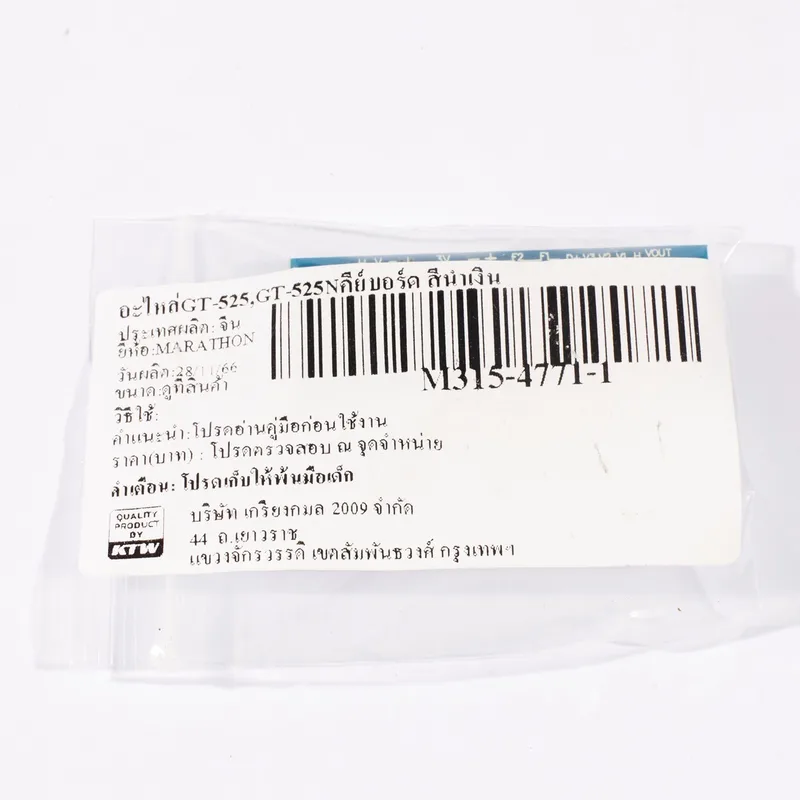 + F2 F1
VOUT
อะไหล่GT-525,GT-525Nคีย์บอร์ด สีน้ำเงิน
ประเทศผลิต: จีน
ยี่ห้อ:MARATHON
วันผลิต:28/11/66
ขนาด:ดูที่สินค้า
M315-4771-1
วิธีใช้:
คำแนะนำ:โปรดอ่านคู่มือก่อนใช้งาน
ราคา(บาท) : โปรดตรวจสอบ ณ จุดจำหน่าย
คำเตือน: โปรดเก็บให้พ้นมือเด็ก
QUALITY
PRODUCT
BY
KTW
บริษัท เกรียงกมล 2009 จำกัด
44 ถ.เยาวราช
แขวงจักรวรรดิ เขตสัมพันธวงศ์ กรุงเทพฯ